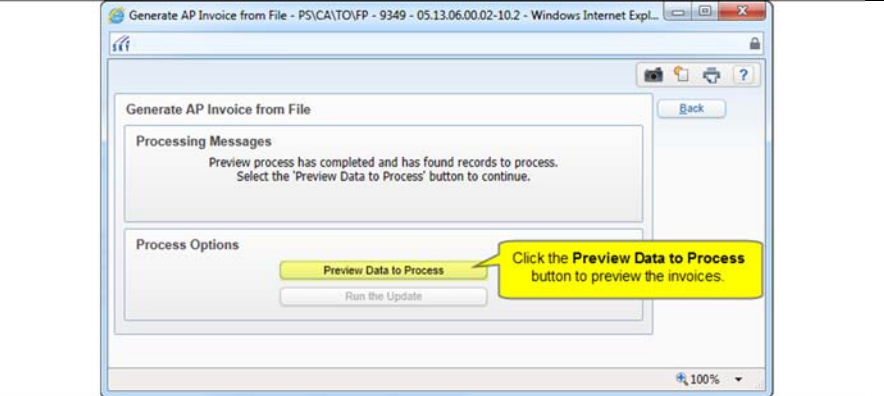 Generate AP Invoice from File - PS\CA\TO\FP - 9349 - 05.13.06.00.02-10.2 - Windows Internet Expl...
Generate AP Invoice from File
Back
Processing Messages
Preview process has completed and has found records to process.
Select the 'Preview Data to Process' button to continue.
Process Options
Preview Data to Process
Run the Update
Click the Preview Data to Process
button to preview the invoices.
100%